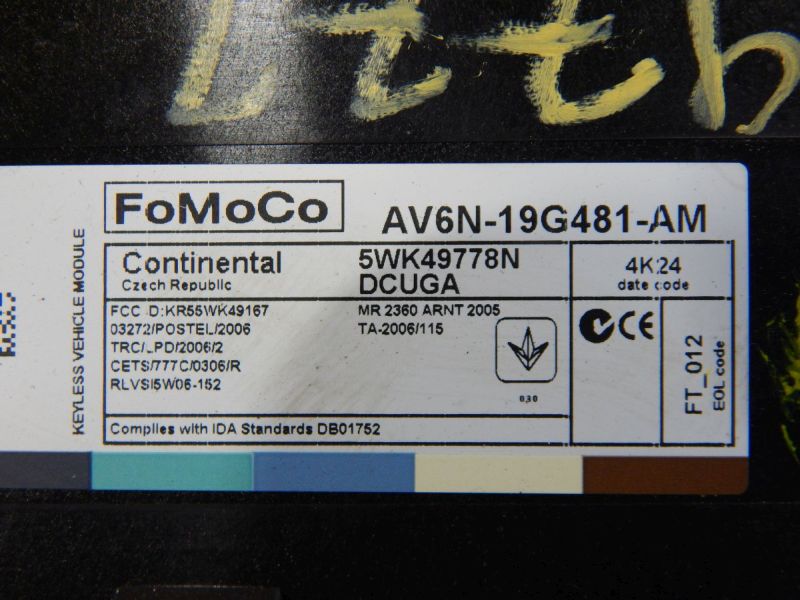 FoMoCo
AV6N-19G481-AM
Continental
Czech Republic
5WK49778N
DCUGA
4K24
date code
FCC ID:KR55WK49167
03272/POSTEL/2006
TRC/LPD/2006/2
CETS/777C/0306/R
RLVSI5W06-152
MR 2360 ARNT 2005
TA-2006/115
030
CE
FT_012
EOL code
Complies with IDA Standards DB01752
KEYLESS VEHICLE MODULE